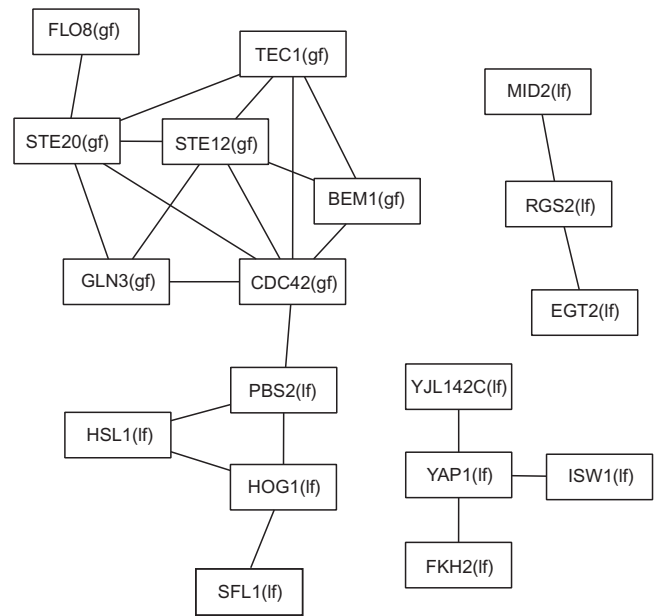 FLO8(gf)
TEC1(gf)
MID2(lf)
STE20(gf)
STE12(gf)
BEM1(gf)
RGS2(lf)
GLN3(gf)
CDC42(gf)
EGT2(lf)
PBS2(lf)
YJL142C(lf)
HSL1(lf)
HOG1(lf)
YAP1(lf)
ISW1(lf)
SFL1(lf)
FKH2(lf)